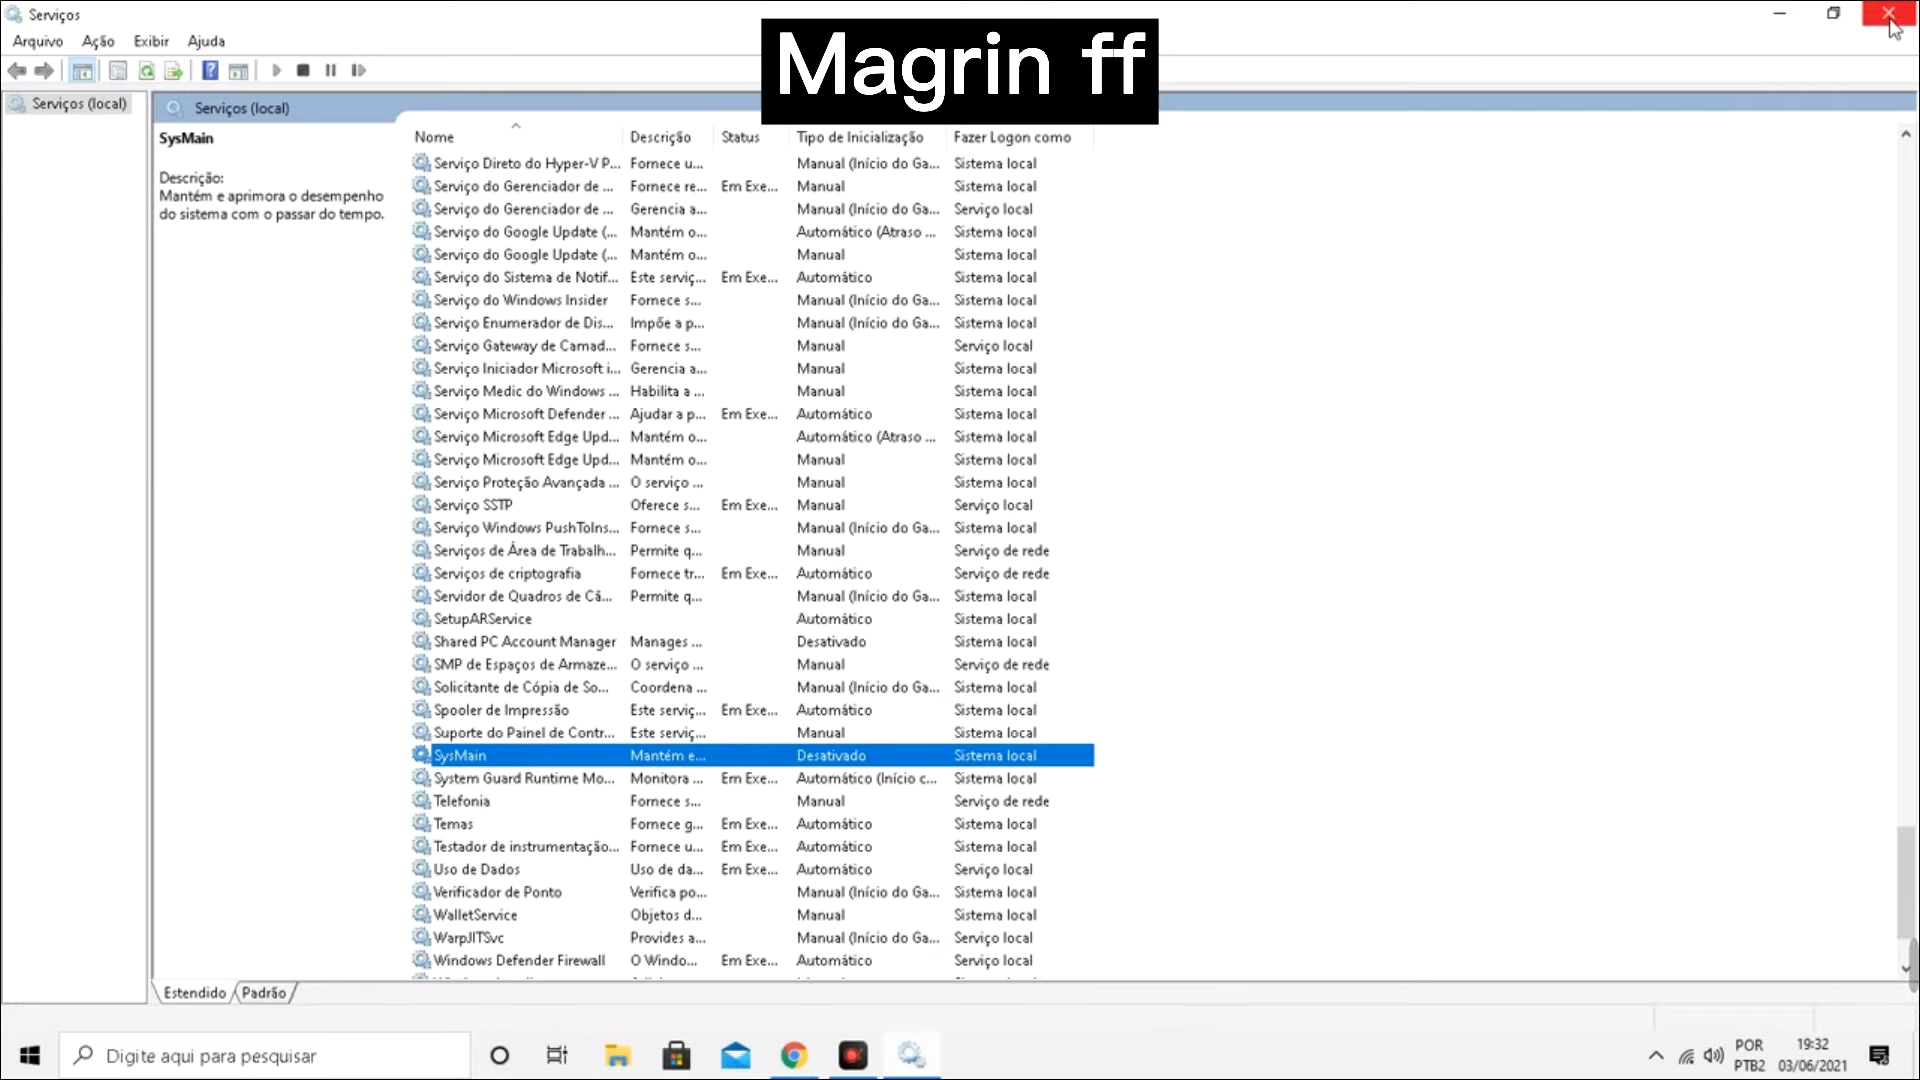 Serviços
Magrin ff
Arquivo Ação Exibir Ajuda
Serviços (local)
Serviços (local)
SysMain
Descrição:
Mantém e aprimora o desempenho
do sistema com o passar do tempo.
Nome Descrição Status Tipo de Inicialização Fazer Logon como
Serviço Direto do Hyper-V P... Fornece u... Manual (Início do Ga... Sistema local
Serviço do Gerenciador de ... Fornece re... Em Exe... Manual Sistema local
Serviço do Gerenciador de ... Gerencia a... Manual (Início do Ga... Serviço local
Serviço do Google Update (... Mantém o... Automático (Atraso ... Sistema local
Serviço do Google Update (... Mantém o... Manual Sistema local
Serviço do Sistema de Notif... Este serviç... Em Exe... Automático Sistema local
Serviço do Windows Insider Fornece s... Manual (Início do Ga... Sistema local
Serviço Enumerador de Dis... Impõe a p... Manual (Início do Ga... Sistema local
Serviço Gateway de Camad... Fornece s... Manual Serviço local
Serviço Iniciador Microsoft i... Gerencia a... Manual Sistema local
Serviço Medic do Windows ... Habilita a ... Manual Sistema local
Serviço Microsoft Defender ... Ajudar a p... Em Exe... Automático Sistema local
Serviço Microsoft Edge Upd... Mantém o... Automático (Atraso ... Sistema local
Serviço Microsoft Edge Upd... Mantém o... Manual Sistema local
Serviço Proteção Avançada ... O serviço ... Manual Sistema local
Serviço SSTP Oferece s... Em Exe... Manual Serviço local
Serviço Windows PushToIns... Fornece s... Manual (Início do Ga... Sistema local
Serviços de Área de Trabalh... Permite q... Manual Serviço de rede
Serviços de criptografia Fornece tr... Em Exe... Automático Serviço de rede
Servidor de Quadros de Câ... Permite q... Manual (Início do Ga... Sistema local
SetupARService Automático Sistema local
Shared PC Account Manager Manages ... Desativado Sistema local
SMP de Espaços de Armaze... O serviço ... Manual Serviço de rede
Solicitante de Cópia de So... Coordena ... Manual (Início do Ga... Sistema local
Spooler de Impressão Este serviç... Em Exe... Automático Sistema local
Suporte do Painel de Contr... Este serviç... Manual Sistema local
SysMain Mantém e... Desativado Sistema local
System Guard Runtime Mo... Monitora ... Em Exe... Automático (Início c... Sistema local
Telefonia Fornece s... Manual Serviço de rede
Temas Fornece g... Em Exe... Automático Sistema local
Testador de instrumentação... Fornece u... Em Exe... Automático Sistema local
Uso de Dados Uso de da... Em Exe... Automático Serviço local
Verificador de Ponto Verifica po... Manual (Início do Ga... Sistema local
WalletService Objetos d... Manual Sistema local
WarpJITSvc Provides a... Manual (Início do Ga... Serviço local
Windows Defender Firewall O Windo... Em Exe... Automático Serviço local
Estendido Padrão
Digite aqui para pesquisar
POR 19:32
PTB2 03/06/2021